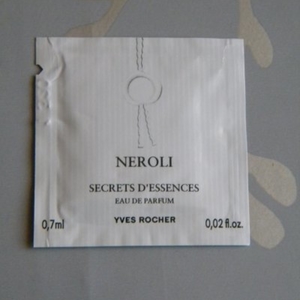 NEROLI
SECRETS D'ESSENCES
EAU DE PARFUM
0,7ml YVES ROCHER 0,02 fl.oz.